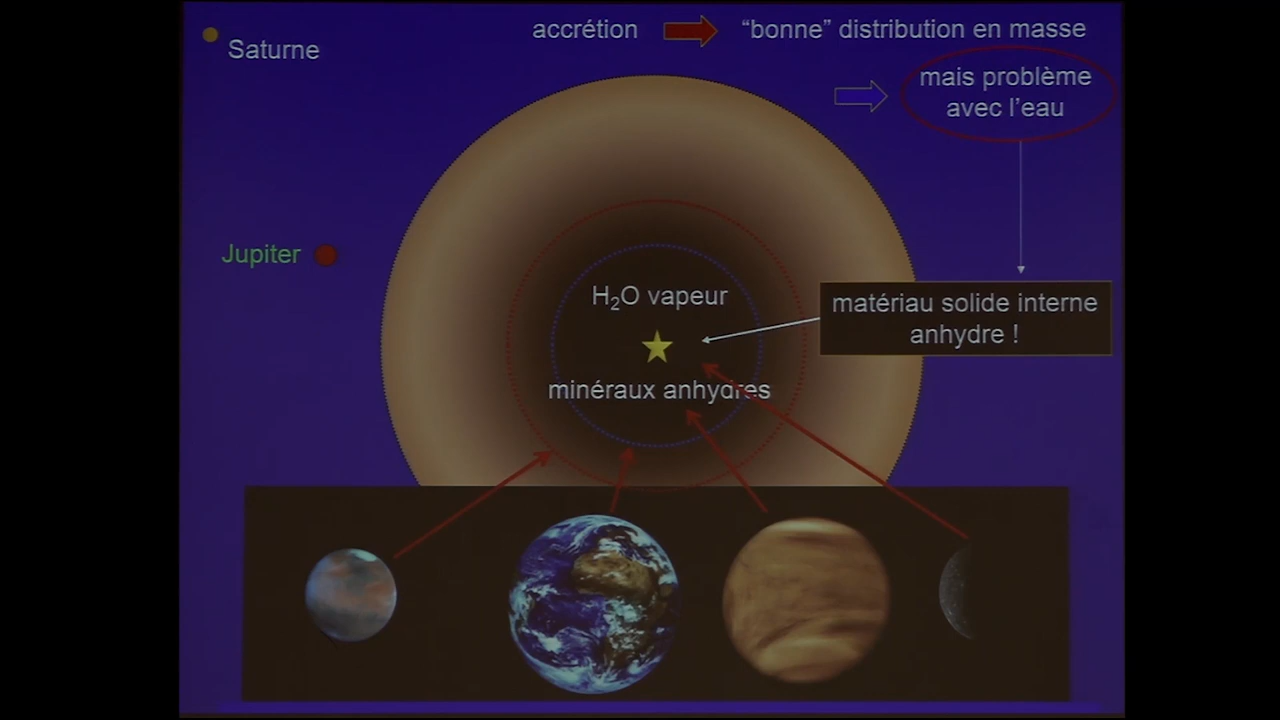 accrétion
“bonne” distribution en masse
Saturne
mais problème
avec l’eau
Jupiter
H₂O vapeur
matériau solide interne
anhydre !
minéraux anhydres